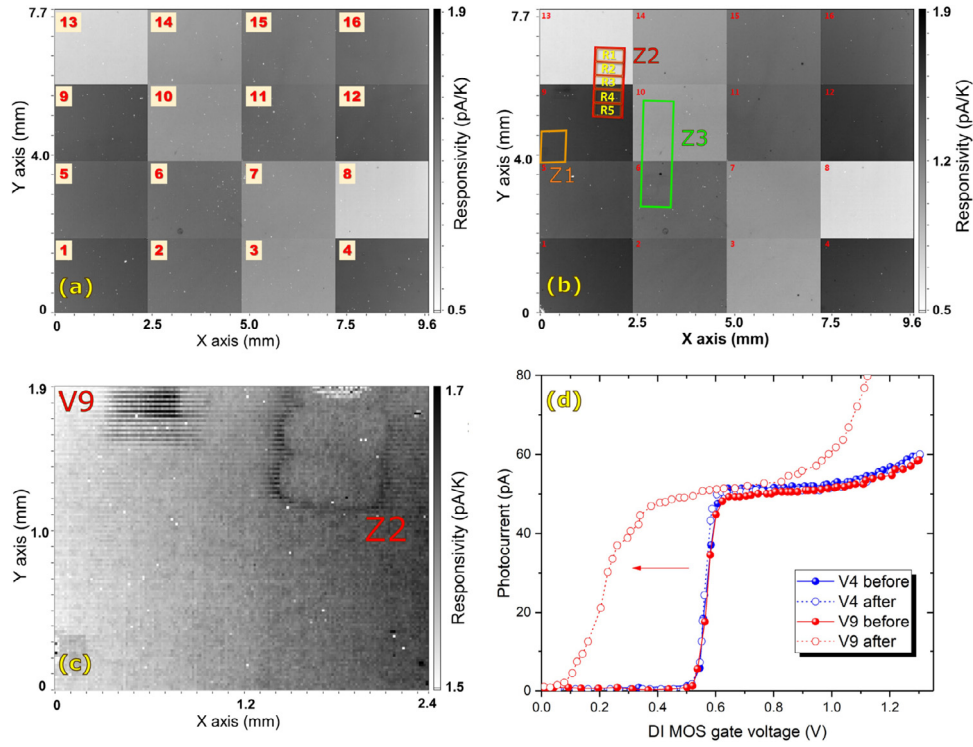 7.7
13 14 15 16
9 10 11 12
4.0
5 6 7 8
1 2 3 4
(a)
0
0 2.5 5.0 7.5 9.6
X axis (mm)
Y axis (mm)
1.9
0.5
Responsivity (pA/K)
7.7
13 14 15 16
R1 Z2
R2
R3
10 11 12
R4
R5
Z3
4.0
Z1
6 7 8
1 2 3 4
(b)
0
0 2.5 5.0 7.5 9.6
X axis (mm)
Y axis (mm)
1.9
1.2
0.5
Responsivity (pA/K)
1.9
V9
1.0
Z2
(c)
0
0 1.2 2.4
X axis (mm)
Y axis (mm)
1.7
1.5
Responsivity (pA/K)
80
(d)
60
40
20
0
0.0 0.2 0.4 0.6 0.8 1.0 1.2
DI MOS gate voltage (V)
Photocurrent (pA)
V4 before
V4 after
V9 before
V9 after